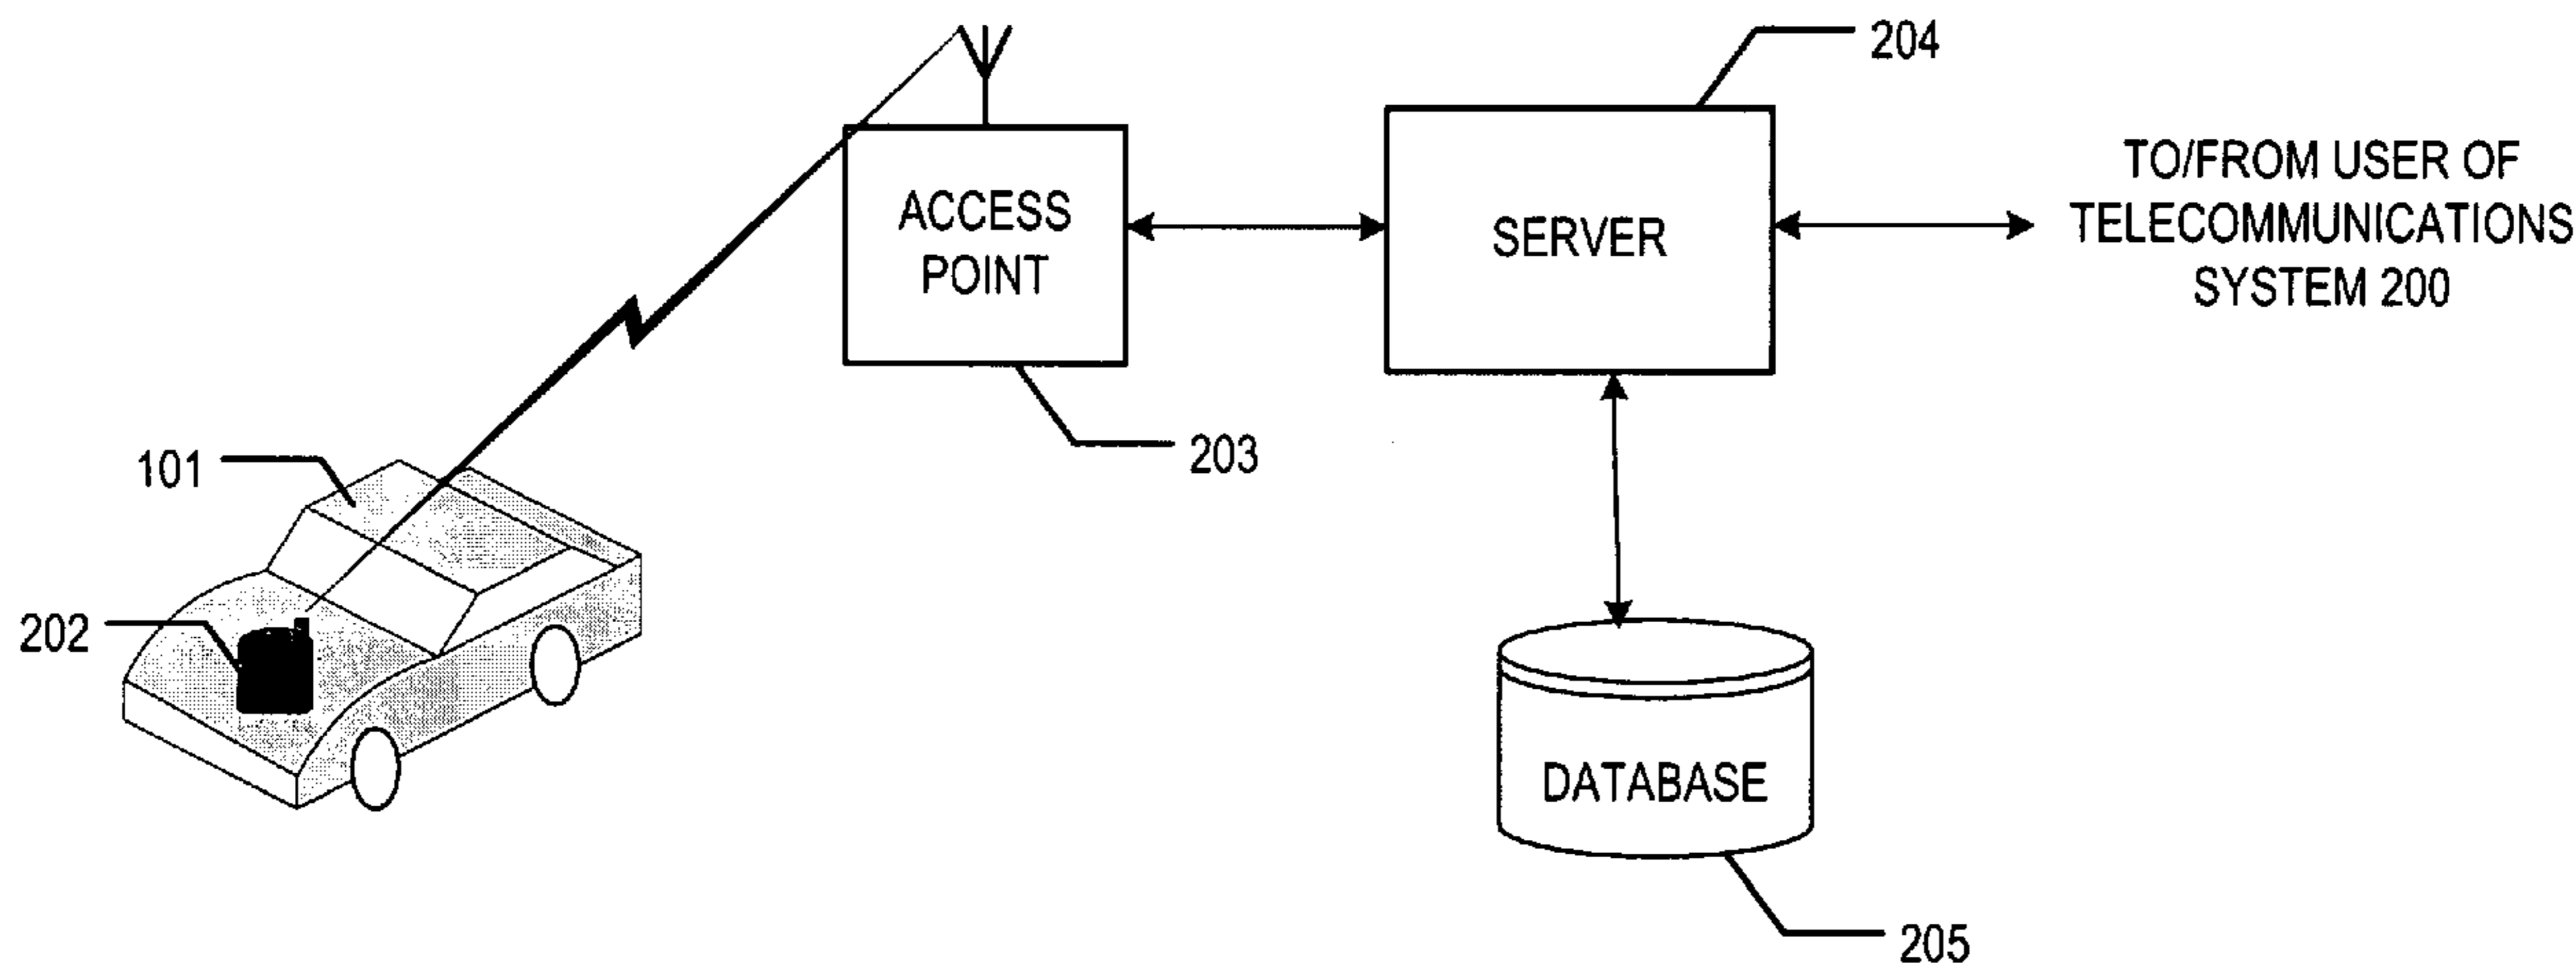 204
TO/FROM USER OF
TELECOMMUNICATIONS
SYSTEM 200
ACCESS
POINT
SERVER
203
101
202
DATABASE
205